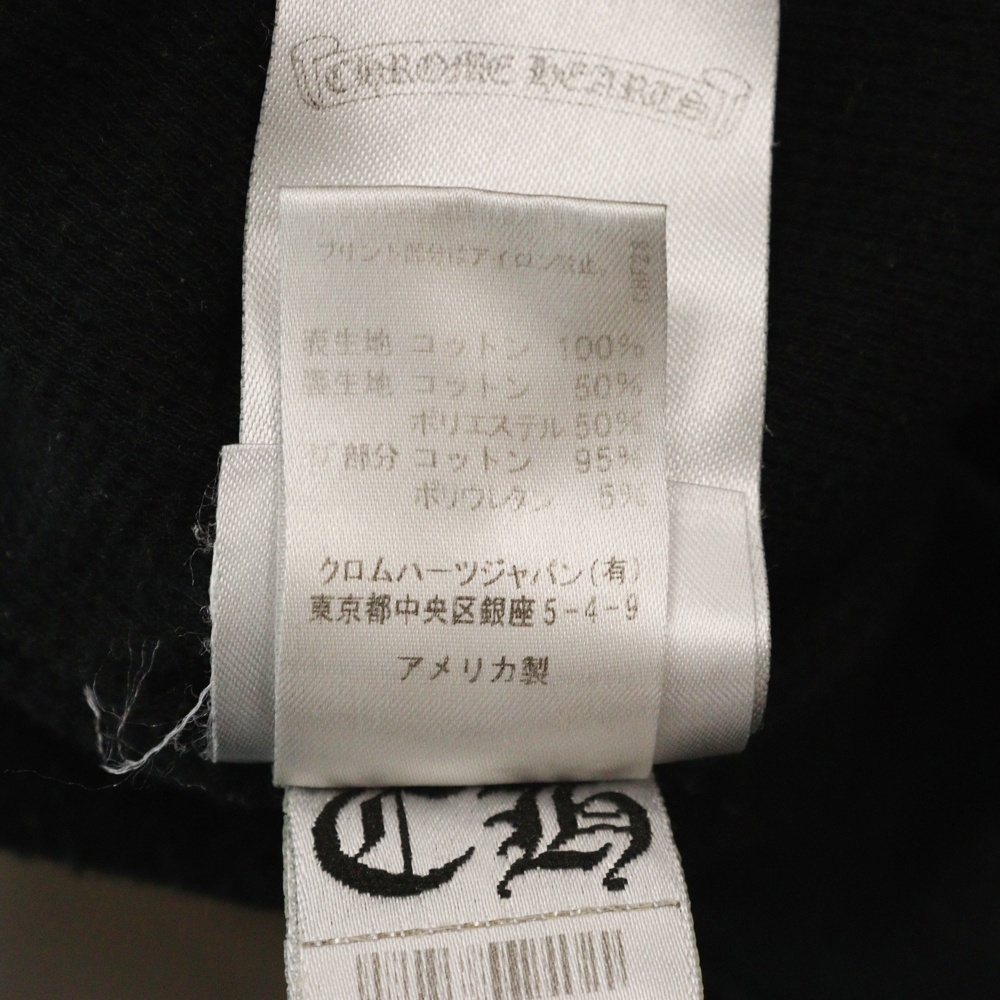 CHROME HEARTS
プリント部分はアイロン禁止。
表生地 コットン 100%
裏生地 コットン 50%
ポリエステル 50%
部分 コットン 95%
ポリウレタン 5%
クロムハーツジャパン(有)
東京都中央区銀座5-4-9
アメリカ製
CH